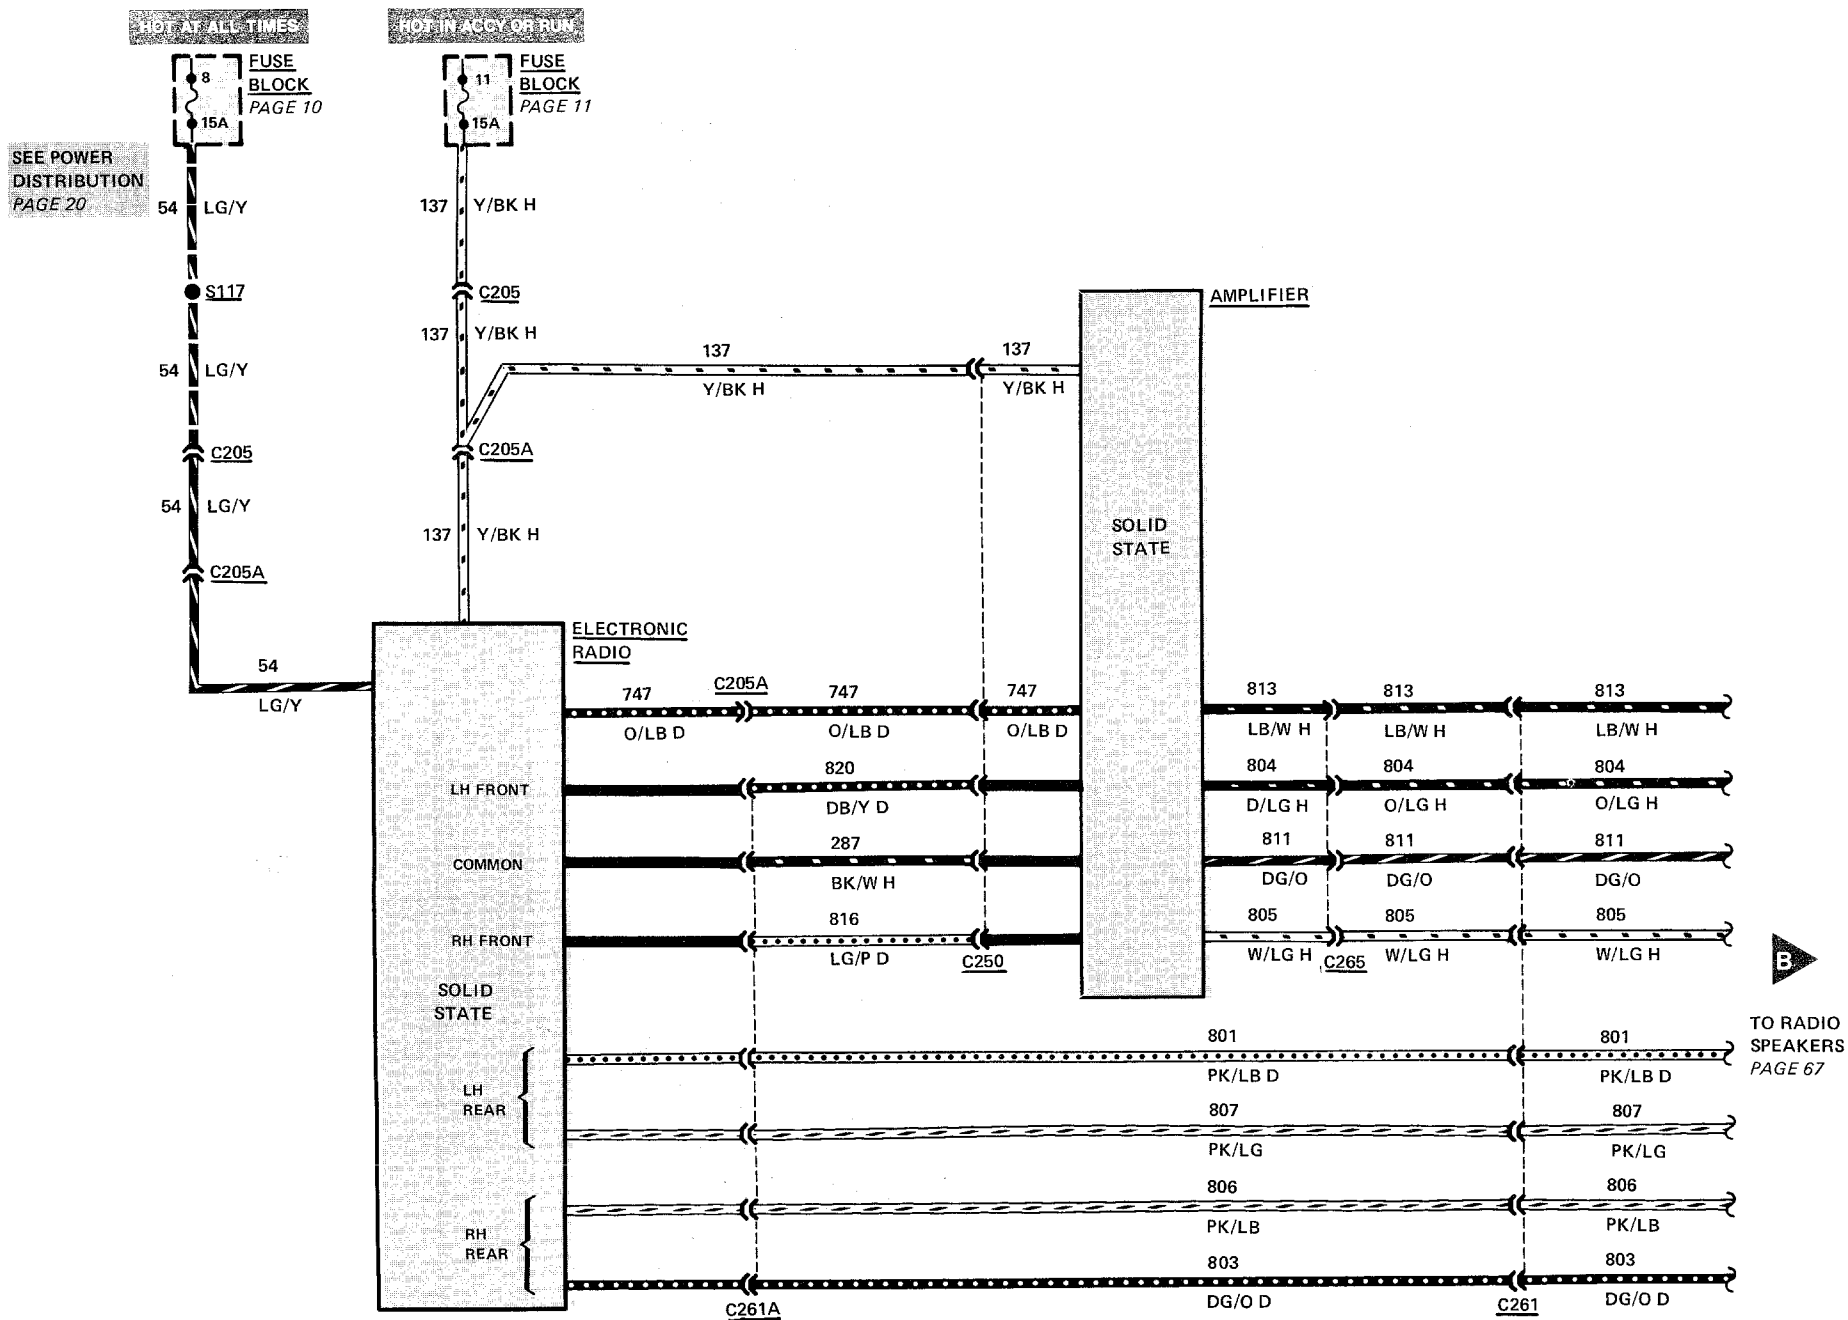 HOT AT ALL TIMES
HOT IN ACCY OR RUN
8
FUSE
BLOCK
PAGE 10
15A
11
FUSE
BLOCK
PAGE 11
15A
SEE POWER
DISTRIBUTION
PAGE 20
54 LG/Y
137 Y/BK H
S117
C205
AMPLIFIER
137 Y/BK H
54 LG/Y
137
Y/BK H
137
Y/BK H
C205
C205A
54 LG/Y
137 Y/BK H
SOLID
STATE
C205A
ELECTRONIC
RADIO
54
LG/Y
747
O/LB D
C205A
747
O/LB D
747
O/LB D
813
LB/W H
813
LB/W H
813
LB/W H
LH FRONT
820
DB/Y D
804
D/LG H
804
O/LG H
804
O/LG H
COMMON
287
BK/W H
811
DG/O
811
DG/O
811
DG/O
RH FRONT
816
LG/P D
C250
805
W/LG H
C265
805
W/LG H
805
W/LG H
B
SOLID
STATE
TO RADIO
SPEAKERS
PAGE 67
LH
REAR
801
PK/LB D
801
PK/LB D
807
PK/LG
807
PK/LG
RH
REAR
806
PK/LB
806
PK/LB
803
DG/O D
803
DG/O D
C261A
C261